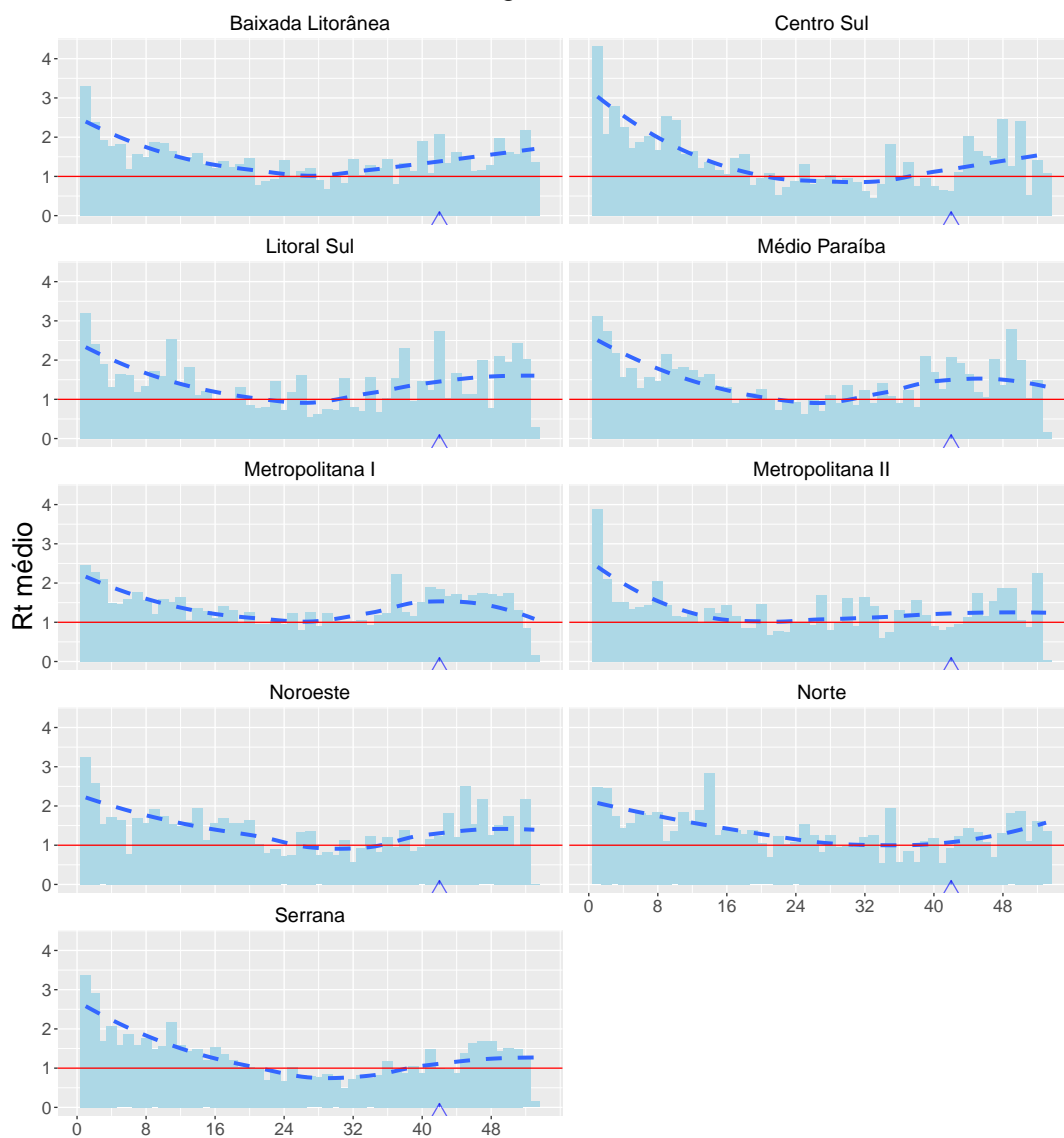 Baixada Litorânea
Centro Sul
4
3
2
1
0
Litoral Sul
Médio Paraíba
4
3
2
1
0
Metropolitana I
Metropolitana II
4
3
2
1
0
Rt médio
Noroeste
Norte
4
3
2
1
0
0 8 16 24 32 40 48
Serrana
4
3
2
1
0
0 8 16 24 32 40 48